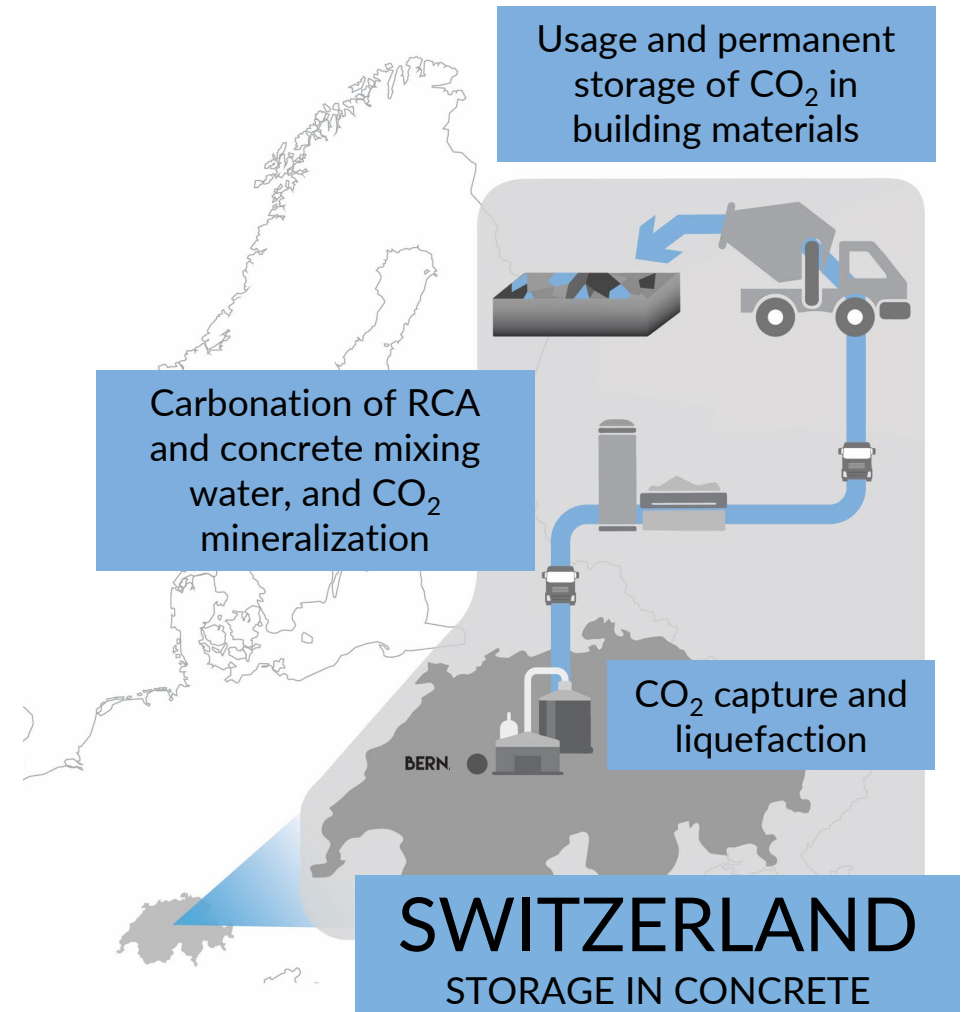 Usage and permanent
storage of CO₂ in
building materials
Carbonation of RCA
and concrete mixing
water, and CO₂
mineralization
CO₂ capture and
liquefaction
BERN
SWITZERLAND
STORAGE IN CONCRETE